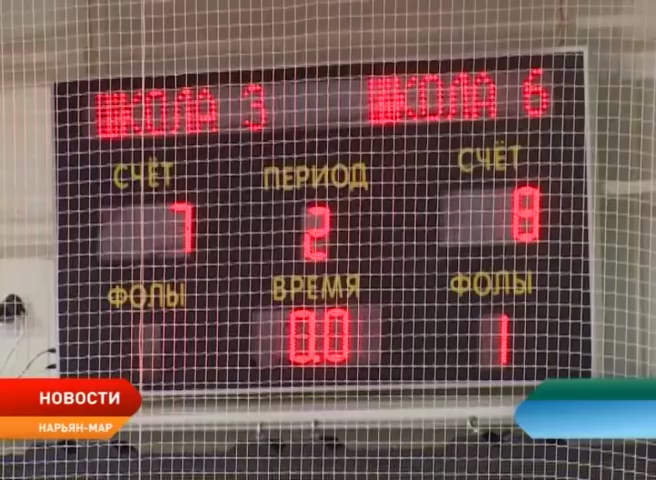 ШКОЛА 3 ШКОЛА 6
СЧЁТ ПЕРИОД СЧЁТ
7 2 8
ФОЛЫ ВРЕМЯ ФОЛЫ
0.0 1
НОВОСТИ
НАРЬЯН-МАР